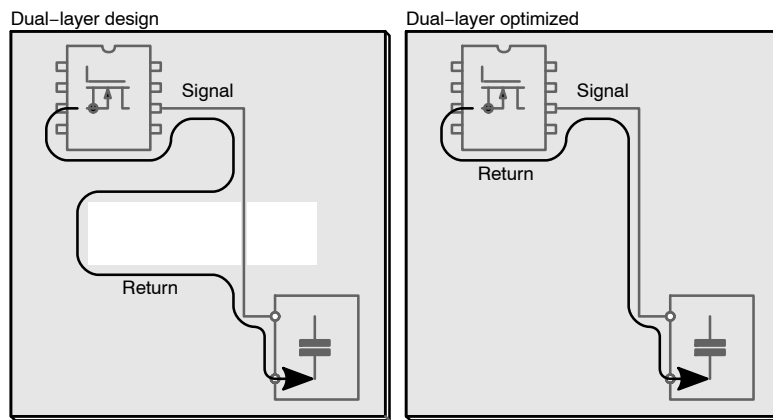 Dual–layer design
Signal
Return
Dual–layer optimized
Signal
Return